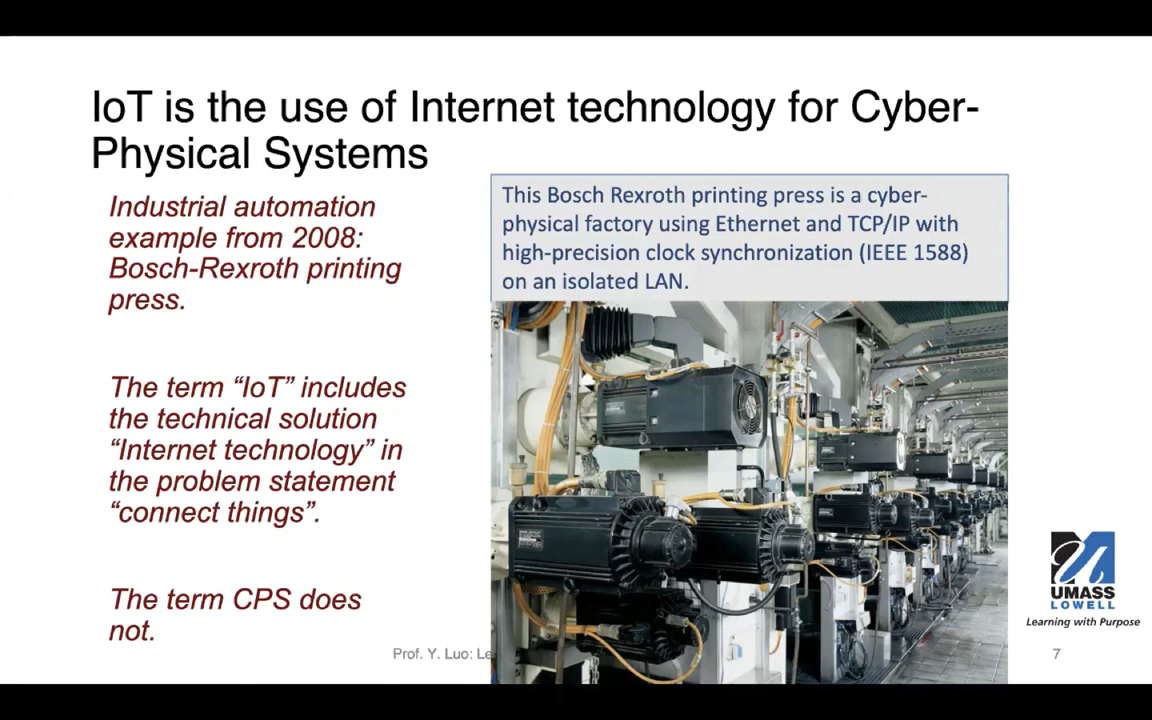 IoT is the use of Internet technology for Cyber-
Physical Systems
Industrial automation
example from 2008:
Bosch-Rexroth printing
press.
The term “IoT” includes
the technical solution
“Internet technology” in
the problem statement
“connect things”.
The term CPS does
not.
This Bosch Rexroth printing press is a cyber-
physical factory using Ethernet and TCP/IP with
high-precision clock synchronization (IEEE 1588)
on an isolated LAN.
UMASS
LOWELL
Learning with Purpose
Prof. Y. Luo: Le
7